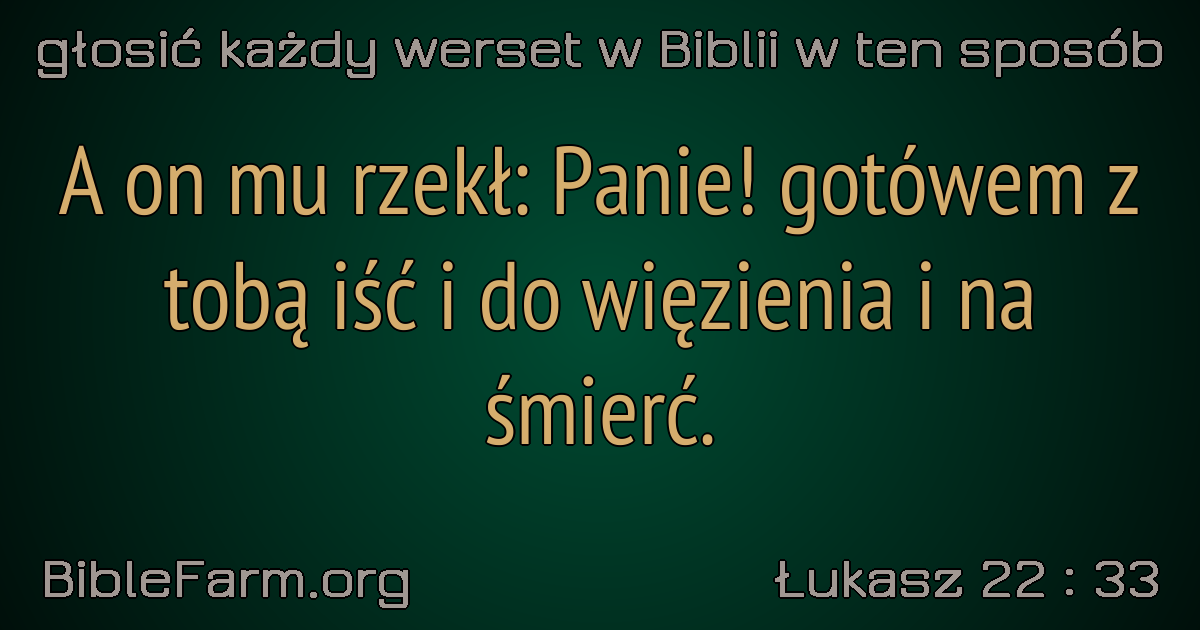 głosić każdy werset w Biblii w ten sposób
A on mu rzekł: Panie! gotówem z
tobą iść i do więzienia i na
śmierć.
BibleFarm.org
Łukasz 22 : 33